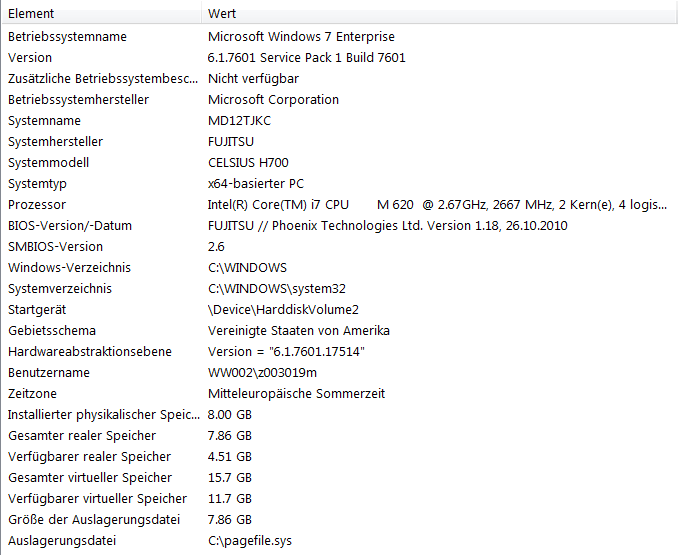 Element Wert
Betriebssystemname Microsoft Windows 7 Enterprise
Version 6.1.7601 Service Pack 1 Build 7601
Zusätzliche Betriebssystembesc... Nicht verfügbar
Betriebssystemhersteller Microsoft Corporation
Systemname MD12TJKC
Systemhersteller FUJITSU
Systemmodell CELSIUS H700
Systemtyp x64-basierter PC
Prozessor Intel(R) Core(TM) i7 CPU M 620 @ 2.67GHz, 2667 MHz, 2 Kern(e), 4 logis...
BIOS-Version/-Datum FUJITSU // Phoenix Technologies Ltd. Version 1.18, 26.10.2010
SMBIOS-Version 2.6
Windows-Verzeichnis C:\WINDOWS
Systemverzeichnis C:\WINDOWS\system32
Startgerät \Device\HarddiskVolume2
Gebietsschema Vereinigte Staaten von Amerika
Hardwareabstraktionsebene Version = "6.1.7601.17514"
Benutzername WW002\z003019m
Zeitzone Mitteleuropäische Sommerzeit
Installierter physikalischer Speic... 8.00 GB
Gesamter realer Speicher 7.86 GB
Verfügbarer realer Speicher 4.51 GB
Gesamter virtueller Speicher 15.7 GB
Verfügbarer virtueller Speicher 11.7 GB
Größe der Auslagerungsdatei 7.86 GB
Auslagerungsdatei C:\pagefile.sys